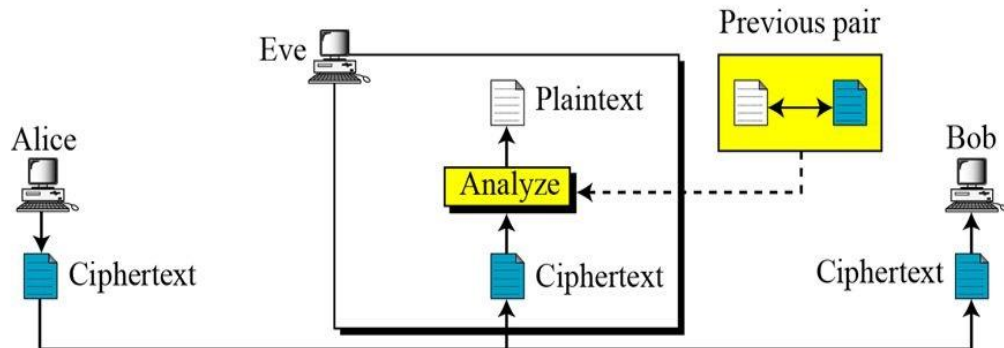 Previous pair
Eve
Plaintext
Alice
Bob
Analyze
Ciphertext
Ciphertext
Ciphertext